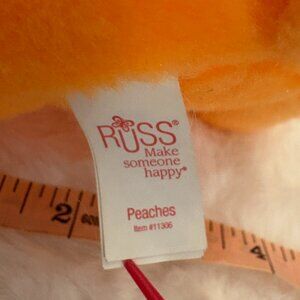 RUSS®
Make
someone
happy®
Peaches
Item #11306
2
4